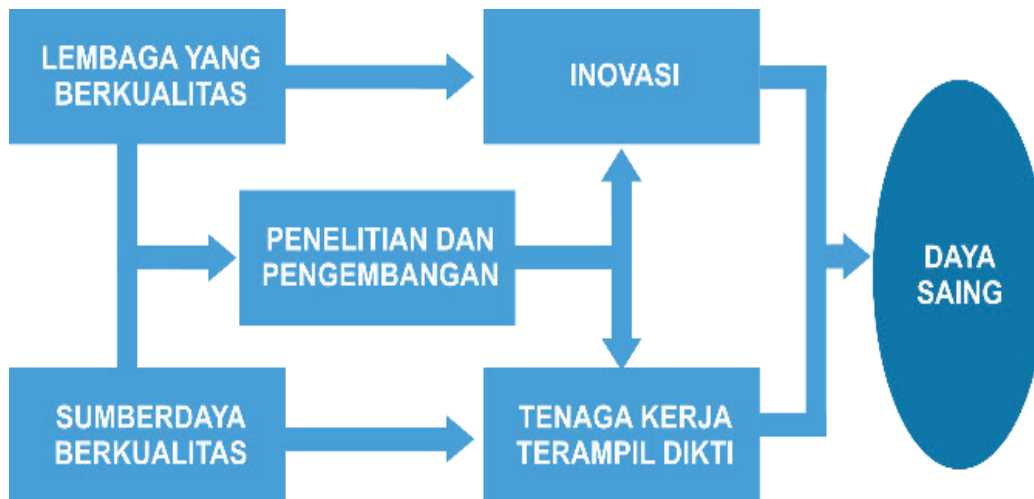 LEMBAGA YANG
BERKUALITAS
INOVASI
PENELITIAN DAN
PENGEMBANGAN
DAYA
SAING
SUMBERDAYA
BERKUALITAS
TENAGA KERJA
TERAMPIL DIKTI